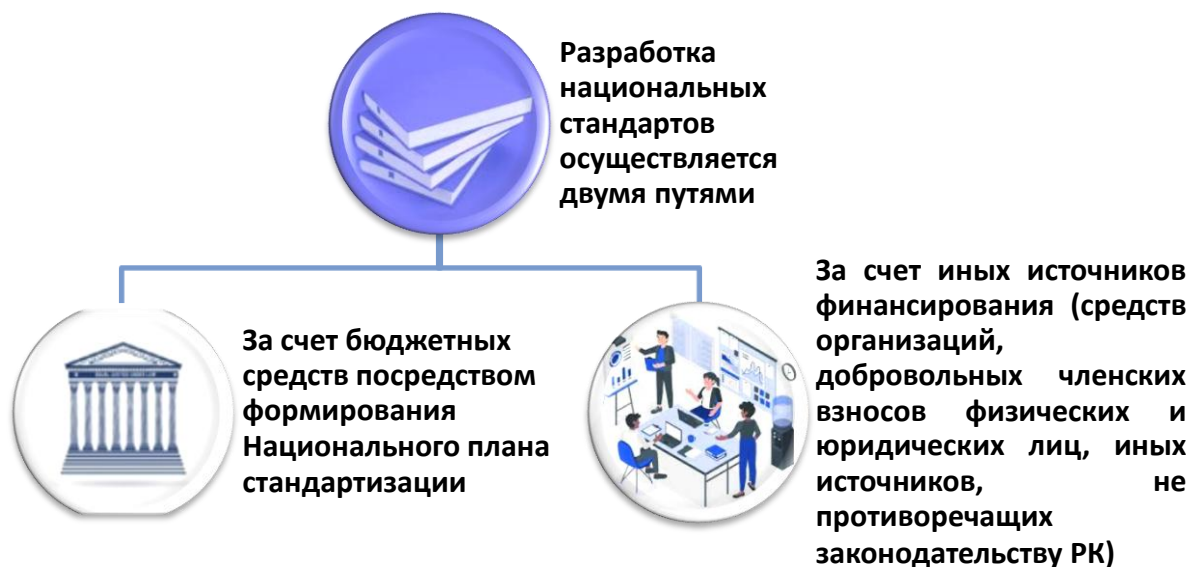 Разработка
национальных
стандартов
осуществляется
двумя путями
За счет бюджетных
средств посредством
формирования
Национального плана
стандартизации
За счет иных источников
финансирования (средств
организаций,
добровольных членских
взносов физических и
юридических лиц, иных
источников, не
противоречащих
законодательству РК)